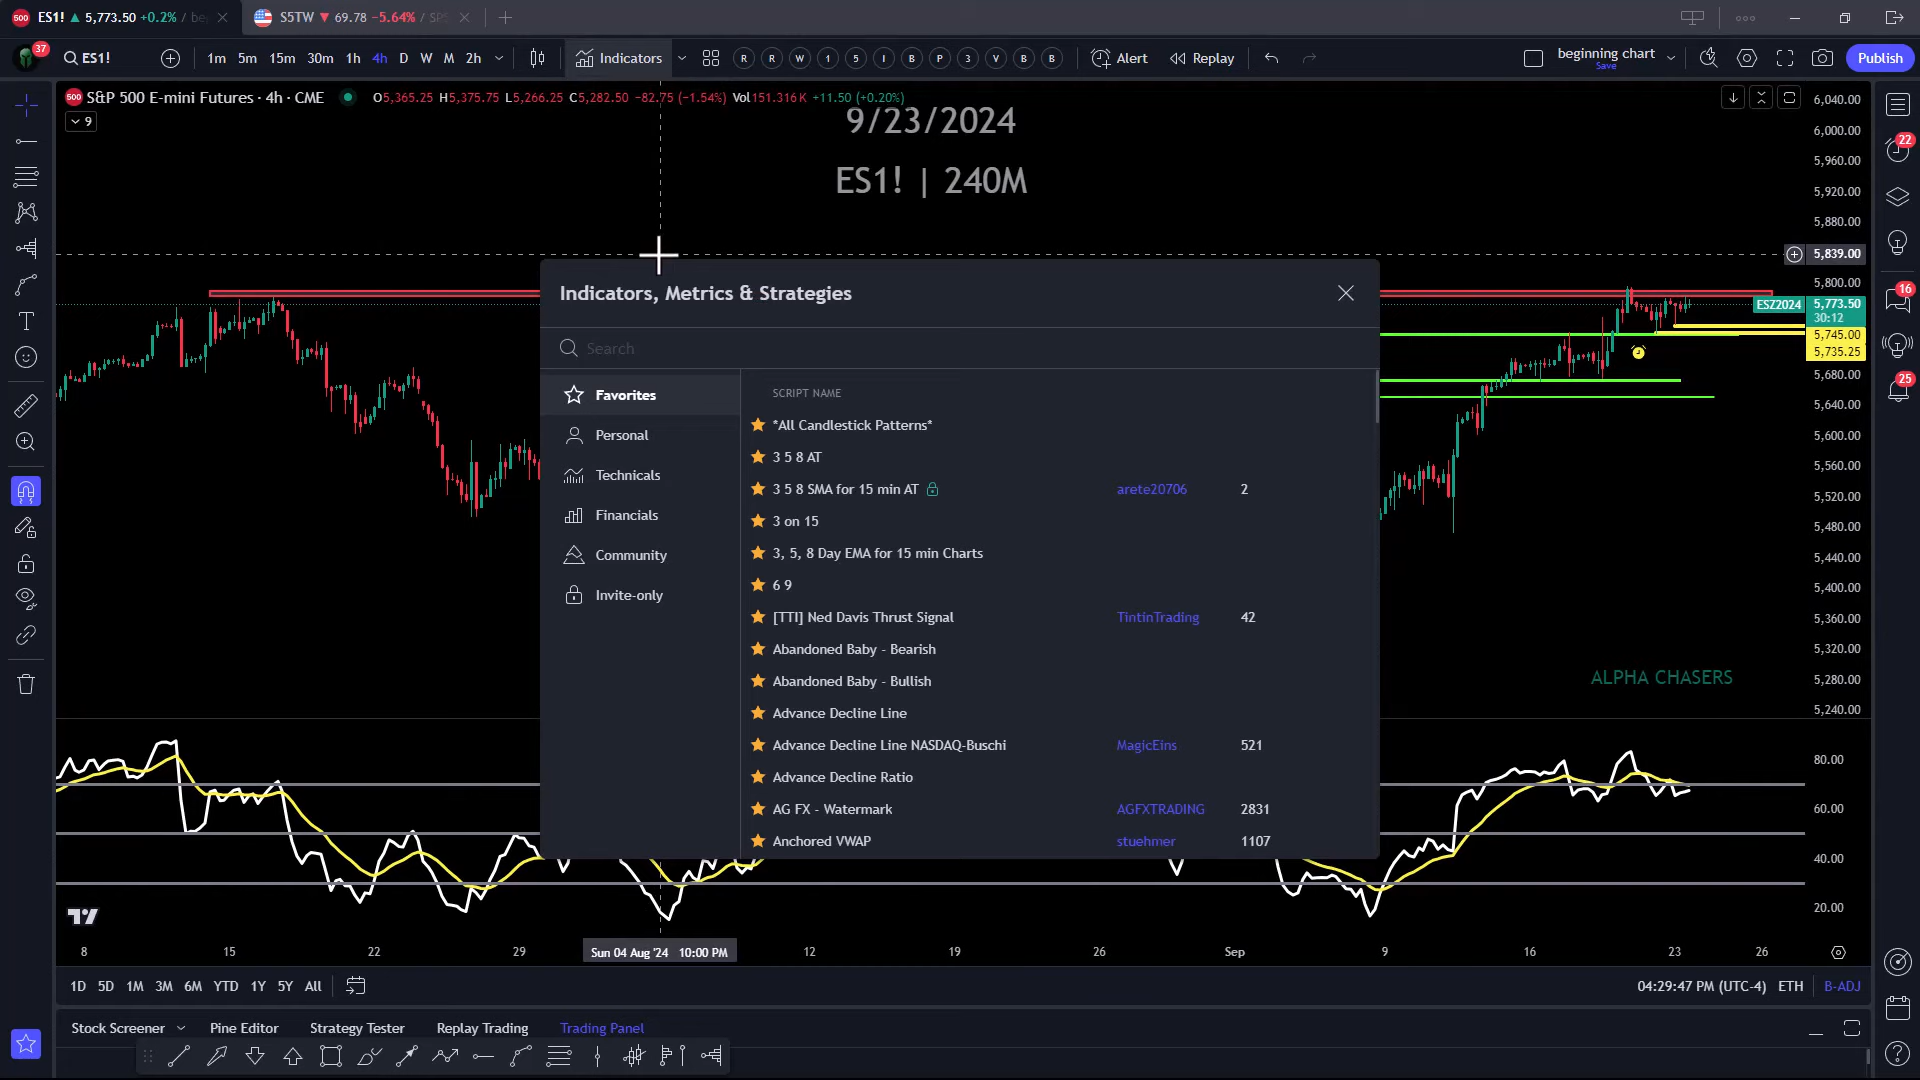 500 ES1! ▲ 5,773.50 +0.2% / be
S5TW ▼ 69.78 −5.64% / SP
37 ES1! 1m 5m 15m 30m 1h 4h D W M 2h Indicators R R W 1 5 I B P 3 V B B Alert Replay beginning chart Save Publish
500 S&P 500 E-mini Futures · 4h · CME O5,365.25 H5,375.75 L5,266.25 C5,282.50 −82.75 (−1.54%) Vol151.316K +11.50 (+0.20%)
9
9/23/2024
ES1! | 240M
6,040.00
6,000.00
5,960.00
5,920.00
5,880.00
5,839.00
5,800.00
ESZ2024 5,773.50
30:12
5,745.00
5,735.25
5,680.00
5,640.00
5,600.00
5,560.00
5,520.00
5,480.00
5,440.00
5,400.00
5,360.00
5,320.00
5,280.00
5,240.00
80.00
60.00
40.00
20.00
22
16
25
Indicators, Metrics & Strategies
Search
Favorites
Personal
Technicals
Financials
Community
Invite-only
SCRIPT NAME
*All Candlestick Patterns*
3 5 8 AT
3 5 8 SMA for 15 min AT arete20706 2
3 on 15
3, 5, 8 Day EMA for 15 min Charts
6 9
[TTI] Ned Davis Thrust Signal TintinTrading 42
Abandoned Baby - Bearish
Abandoned Baby - Bullish
Advance Decline Line
Advance Decline Line NASDAQ-Buschi MagicEins 521
Advance Decline Ratio
AG FX - Watermark AGFXTRADING 2831
Anchored VWAP stuehmer 1107
ALPHA CHASERS
8 15 22 29 Sun 04 Aug '24 10:00 PM 12 19 26 Sep 9 16 23 26
1D 5D 1M 3M 6M YTD 1Y 5Y All 04:29:47 PM (UTC-4) ETH B-ADJ
Stock Screener Pine Editor Strategy Tester Replay Trading Trading Panel